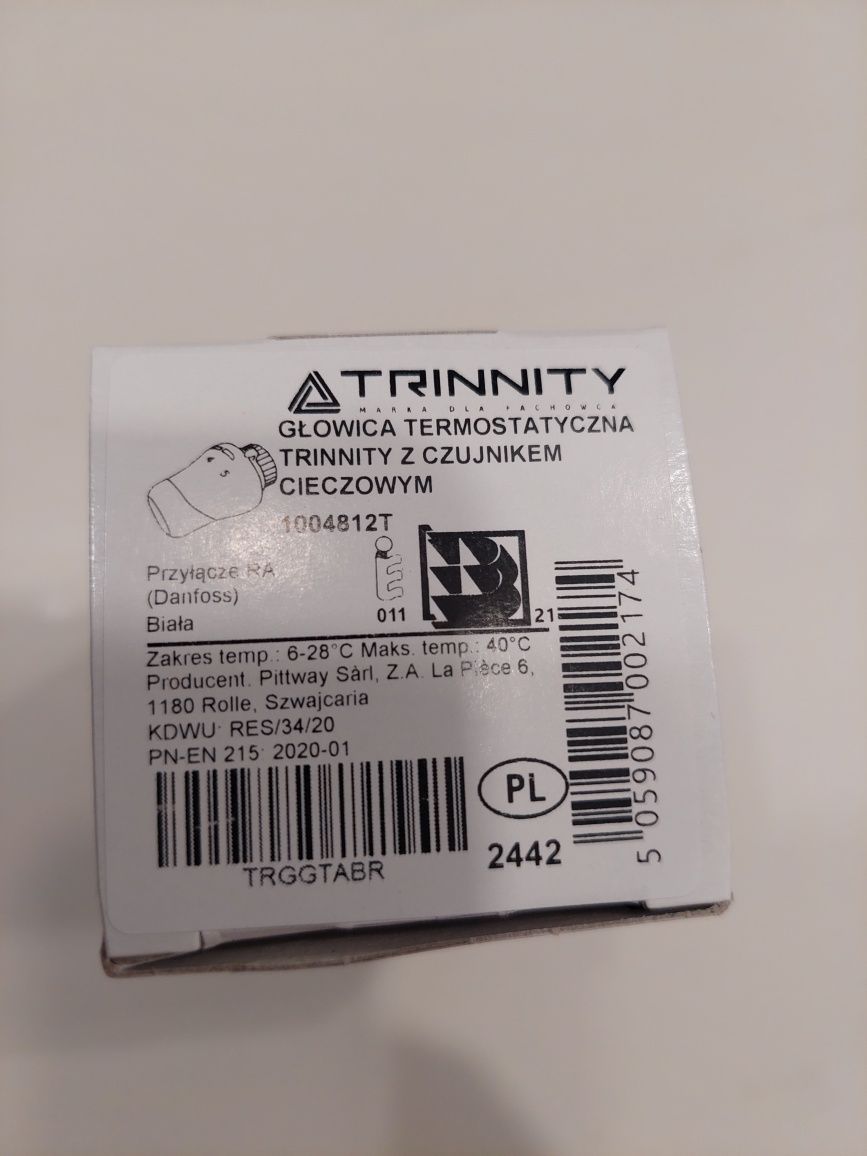 TRINNITY
MARKA DLA FACHOWCA
GŁOWICA TERMOSTATYCZNA
TRINNITY Z CZUJNIKEM
CIECZOWYM
1004812T
Przyłącze RA
(Danfoss)
Biała
011
21
Zakres temp.: 6-28°C Maks. temp.: 40°C
Producent. Pittway Sàrl, Z.A. La Pièce 6,
1180 Rolle, Szwajcaria
KDWU: RES/34/20
PN-EN 215: 2020-01
TRGGTABR
PL
2442
5 059087 002174